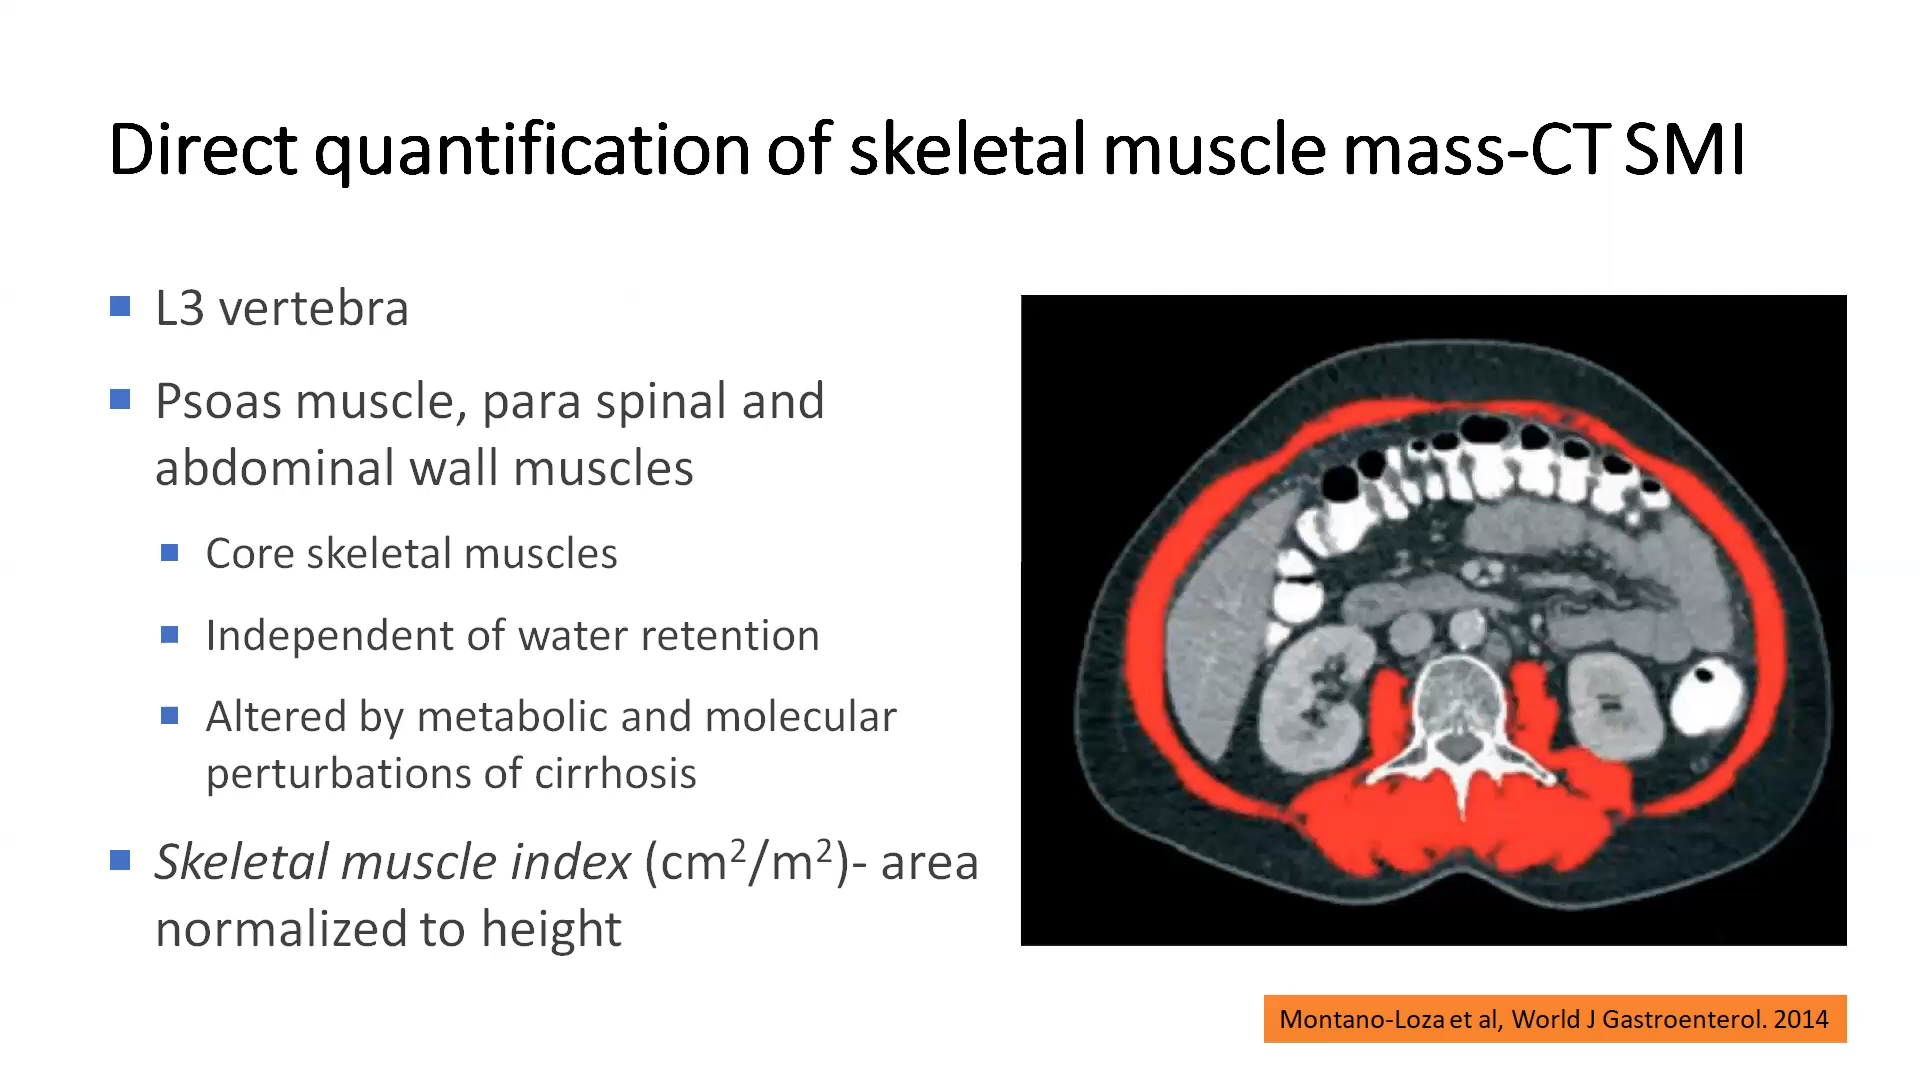 Direct quantification of skeletal muscle mass-CT SMI
L3 vertebra
Psoas muscle, para spinal and
abdominal wall muscles
Core skeletal muscles
Independent of water retention
Altered by metabolic and molecular
perturbations of cirrhosis
Skeletal muscle index (cm²/m²)- area
normalized to height
Montano-Loza et al, World J Gastroenterol. 2014